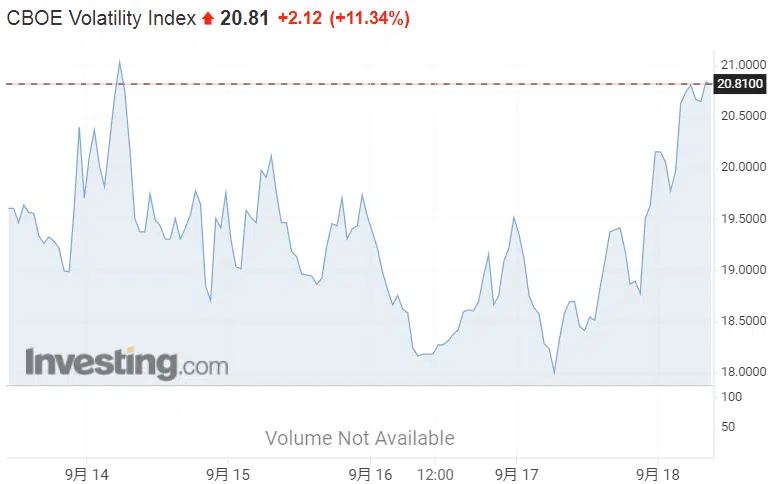 CBOE Volatility Index 20.81 +2.12 (+11.34%)
21.0000
20.8100
20.5000
20.0000
19.5000
19.0000
18.5000
18.0000
Investing.com
100
50
Volume Not Available
9月 14 9月 15 9月 16 12:00 9月 17 9月 18